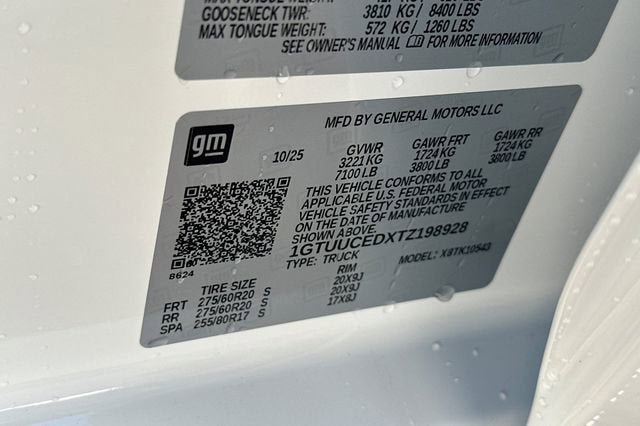 GOOSENECK TWR: 3810 KG / 8400 LBS
MAX TONGUE WEIGHT: 572 KG / 1260 LBS
SEE OWNER'S MANUAL FOR MORE INFORMATION
MFD BY GENERAL MOTORS LLC
gm
10/25
GVWR GAWR FRT GAWR RR
3221 KG 1724 KG 1724 KG
7100 LB 3800 LB 3800 LB
THIS VEHICLE CONFORMS TO ALL
APPLICABLE U.S. FEDERAL MOTOR
VEHICLE SAFETY STANDARDS IN EFFECT
ON THE DATE OF MANUFACTURE
SHOWN ABOVE.
1GTUUCEDXTZ198928
TYPE: TRUCK MODEL: X8TK10543
8624
TIRE SIZE RIM
FRT 275/60R20 S 20X9J
RR 275/60R20 S 20X9J
SPA 255/80R17 S 17X8J